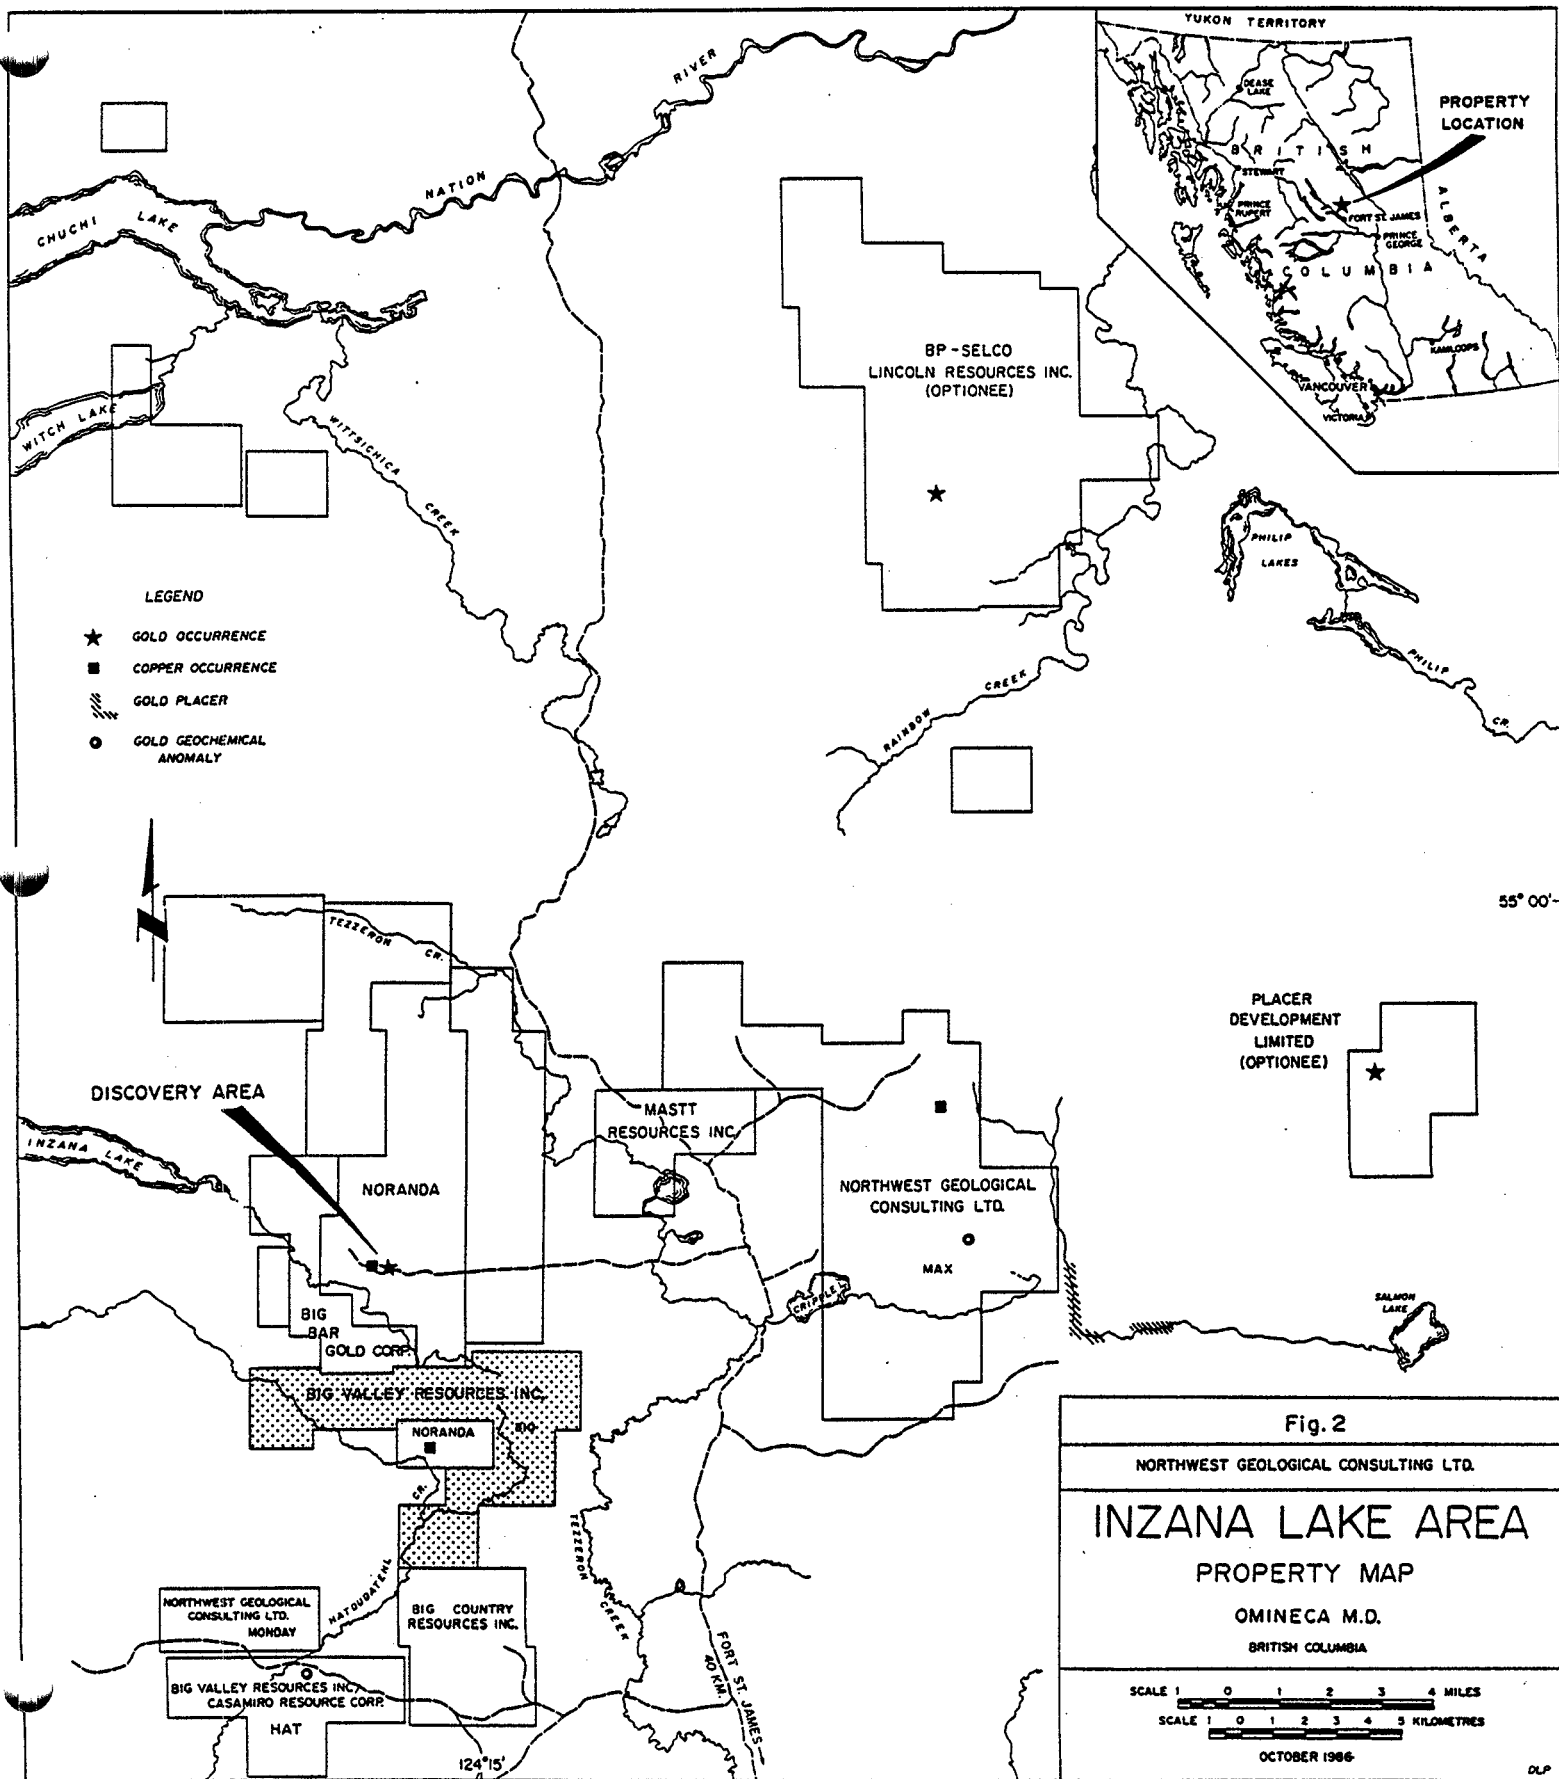 YUKON TERRITORY
DEASE
LAKE
PROPERTY
LOCATION
BRITISH
STEWART
PRINCE
RUPERT
FORT ST. JAMES
PRINCE
GEORGE
ALBERTA
COLUMBIA
KAMLOOPS
VANCOUVER
VICTORIA
RIVER
NATION
CHUCHI LAKE
WITCH LAKE
WITTSICHICA
CREEK
BP-SELCO
LINCOLN RESOURCES INC.
(OPTIONEE)
PHILIP
LAKES
PHILIP
CR.
RAINBOW
CREEK
LEGEND
GOLD OCCURRENCE
COPPER OCCURRENCE
GOLD PLACER
GOLD GEOCHEMICAL
ANOMALY
55° 00'
TEZZERON
CR.
PLACER
DEVELOPMENT
LIMITED
(OPTIONEE)
DISCOVERY AREA
INZANA LAKE
NORANDA
MASTT
RESOURCES INC.
NORTHWEST GEOLOGICAL
CONSULTING LTD.
MAX
CRIPPLE L.
SALMON
LAKE
BIG
BAR
GOLD CORP.
BIG VALLEY RESOURCES INC.
BIG
NORANDA
CR.
HATDUDATEHL
TEZZERON
CREEK
NORTHWEST GEOLOGICAL
CONSULTING LTD.
MONDAY
BIG COUNTRY
RESOURCES INC.
BIG VALLEY RESOURCES INC.
CASAMIRO RESOURCE CORP.
HAT
FORT ST. JAMES
40 KM.
124°15'
Fig. 2
NORTHWEST GEOLOGICAL CONSULTING LTD.
INZANA LAKE AREA
PROPERTY MAP
OMINECA M.D.
BRITISH COLUMBIA
SCALE 1 0 1 2 3 4 MILES
SCALE 1 0 1 2 3 4 5 KILOMETRES
OCTOBER 1986
DLP